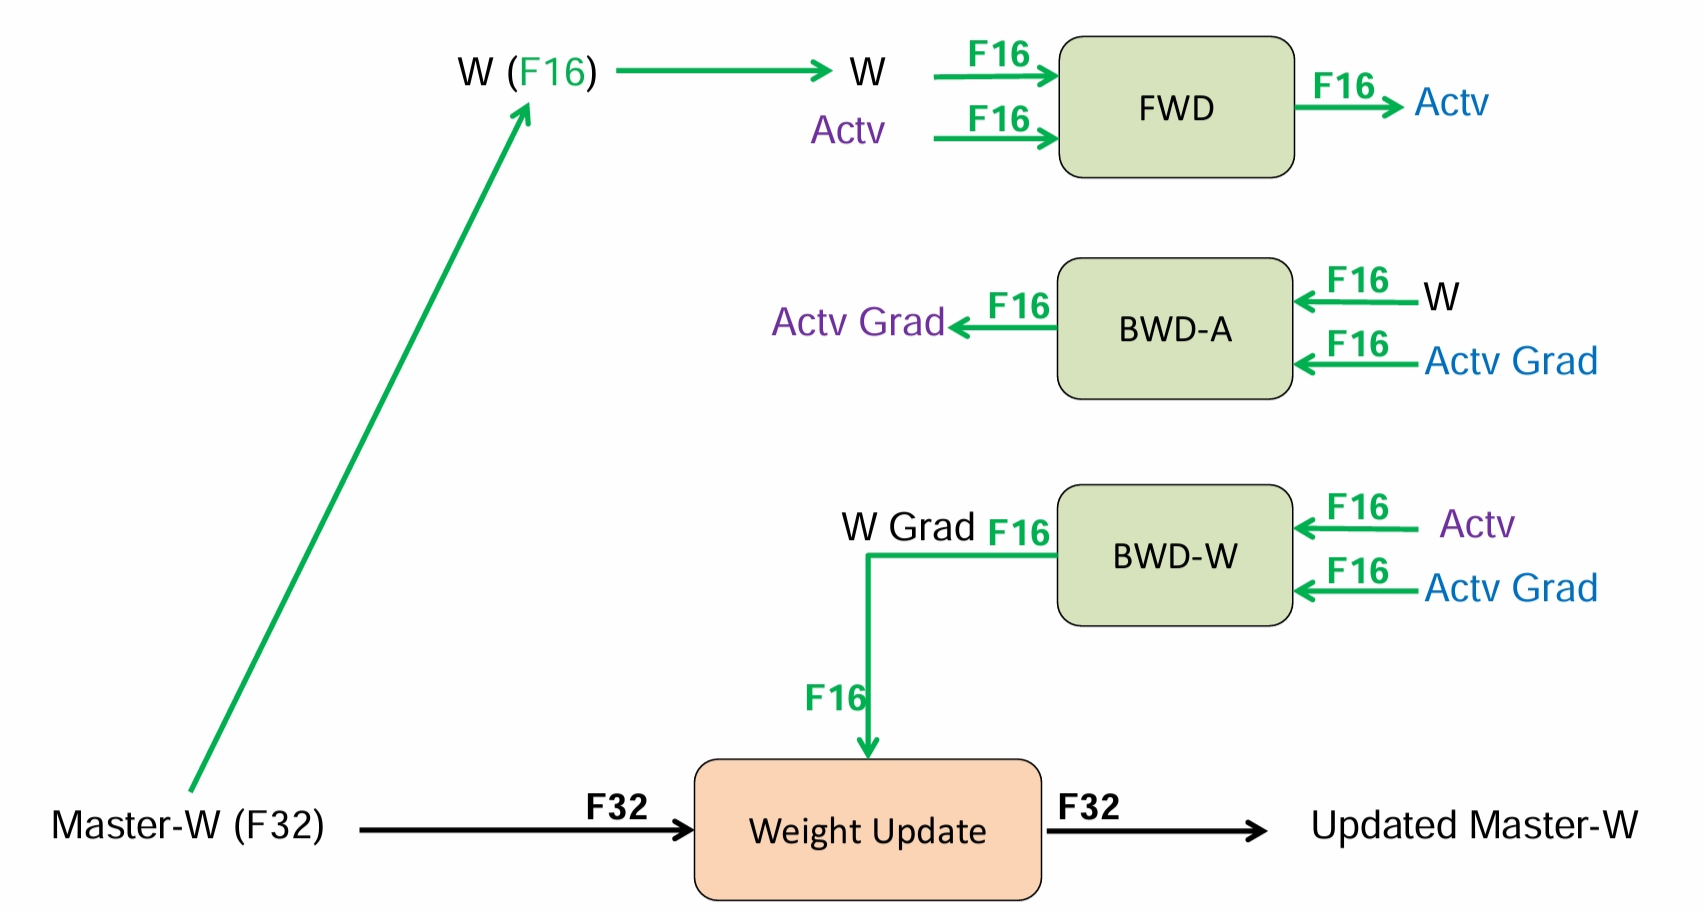 W (F16)
W
F16
Actv
F16
FWD
F16
Actv
Actv Grad
F16
BWD-A
F16
W
F16
Actv Grad
W Grad
F16
BWD-W
F16
Actv
F16
Actv Grad
F16
Master-W (F32)
F32
Weight Update
F32
Updated Master-W